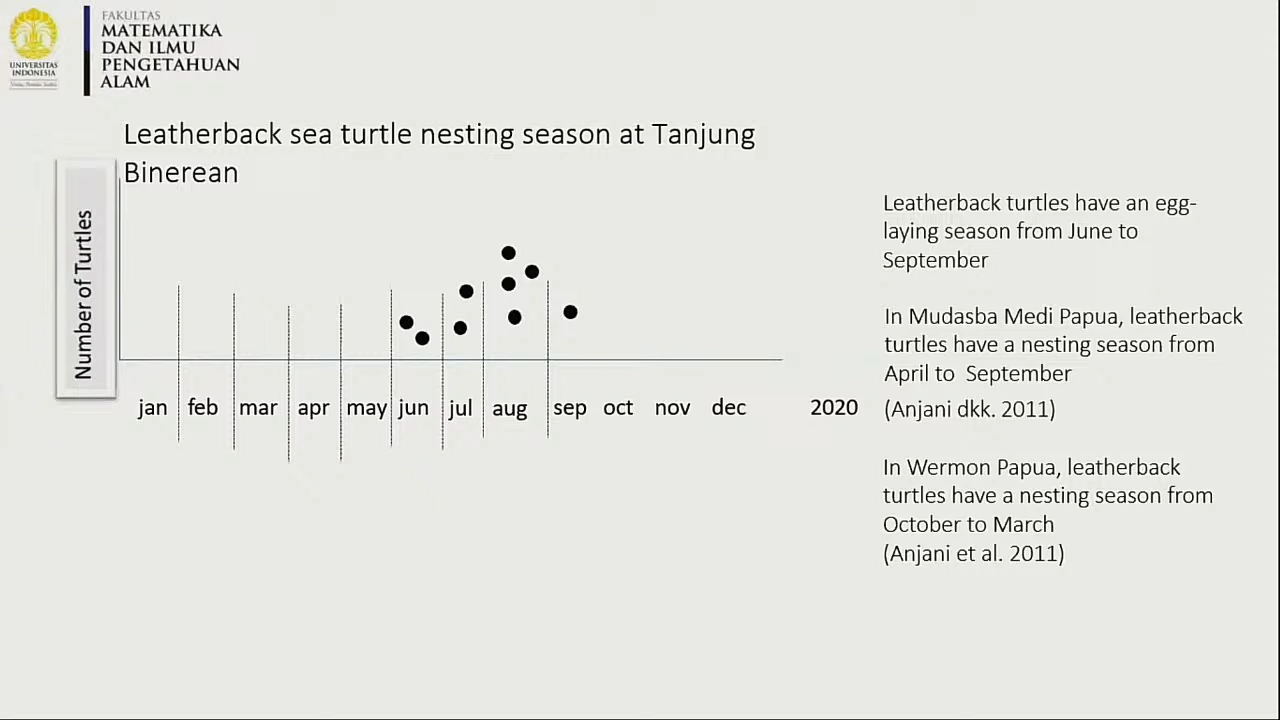 FAKULTAS
MATEMATIKA
DAN ILMU
PENGETAHUAN
ALAM
UNIVERSITAS
INDONESIA
Leatherback sea turtle nesting season at Tanjung
Binerean
Number of Turtles
jan feb mar apr may jun jul aug sep oct nov dec 2020
Leatherback turtles have an egg-
laying season from June to
September
In Mudasba Medi Papua, leatherback
turtles have a nesting season from
April to September
(Anjani dkk. 2011)
In Wermon Papua, leatherback
turtles have a nesting season from
October to March
(Anjani et al. 2011)